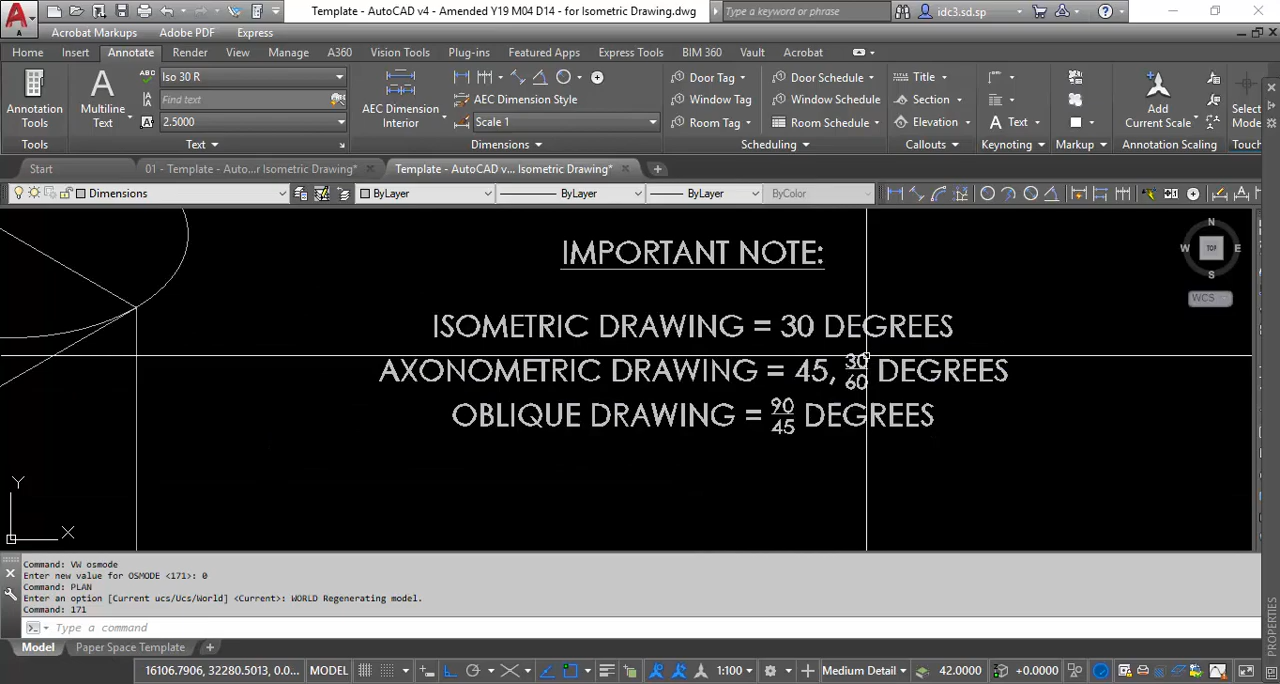 Template - AutoCAD v4 - Amended Y19 M04 D14 - for Isometric Drawing.dwg
Type a keyword or phrase
idc3.sd.sp
Acrobat Markups Adobe PDF Express
Home Insert Annotate Render View Manage A360 Vision Tools Plug-ins Featured Apps Express Tools BIM 360 Vault Acrobat
Annotation Tools
Tools
Multiline Text
Iso 30 R
Find text
2.5000
Text
AEC Dimension Interior
AEC Dimension Style
Scale 1
Dimensions
Door Tag
Window Tag
Room Tag
Door Schedule
Window Schedule
Room Schedule
Scheduling
Title
Section
Elevation
Callouts
Text
Keynoting
Markup
Add Current Scale
Annotation Scaling
Select Mode
Touch
Start 01 - Template - Auto...r Isometric Drawing* Template - AutoCAD v... Isometric Drawing*
Dimensions ByLayer ByLayer ByLayer ByColor
IMPORTANT NOTE:
ISOMETRIC DRAWING = 30 DEGREES
AXONOMETRIC DRAWING = 45, 30/60 DEGREES
OBLIQUE DRAWING = 90/45 DEGREES
N
W TOP E
S
WCS
Y
X
Command: VW osmode
Enter new value for OSMODE <171>: 0
Command: PLAN
Enter an option [Current ucs/Ucs/World] <Current>: WORLD Regenerating model.
Command: 171
Type a command
Model Paper Space Template
PROPERTIES
16106.7906, 32280.5013, 0.0... MODEL 1:100 Medium Detail 42.0000 +0.0000